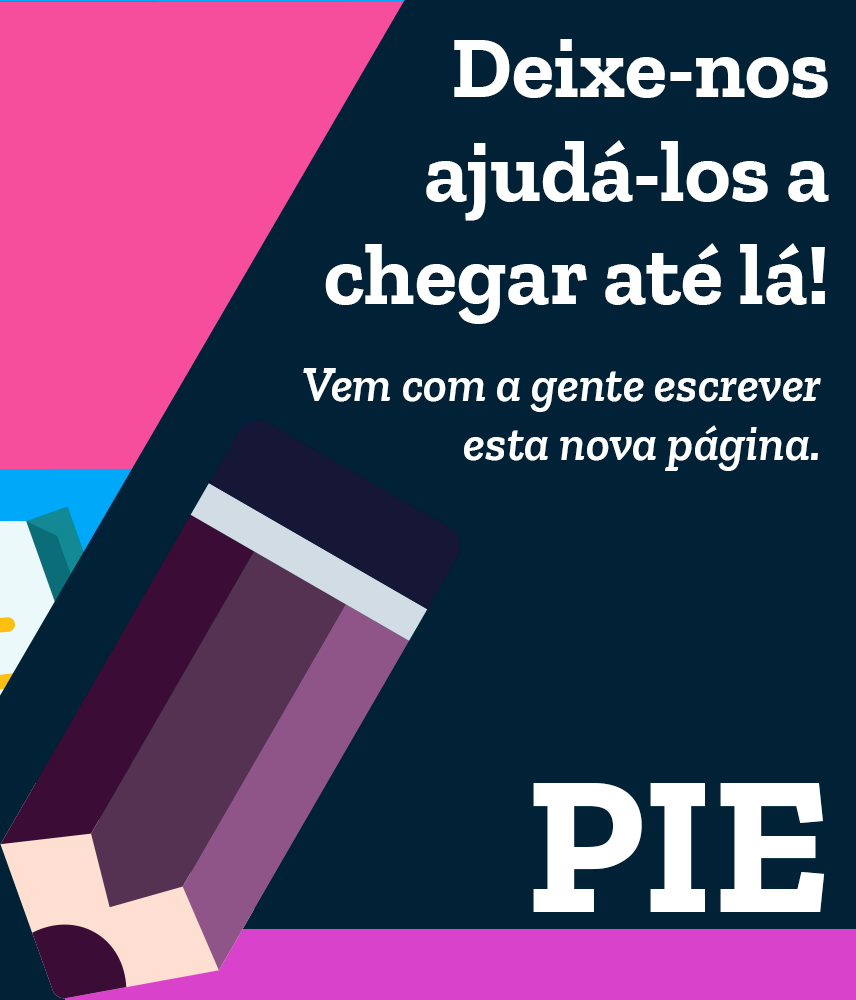 Deixe-nos
ajudá-los a
chegar até lá!
Vem com a gente escrever
esta nova página.
PIE